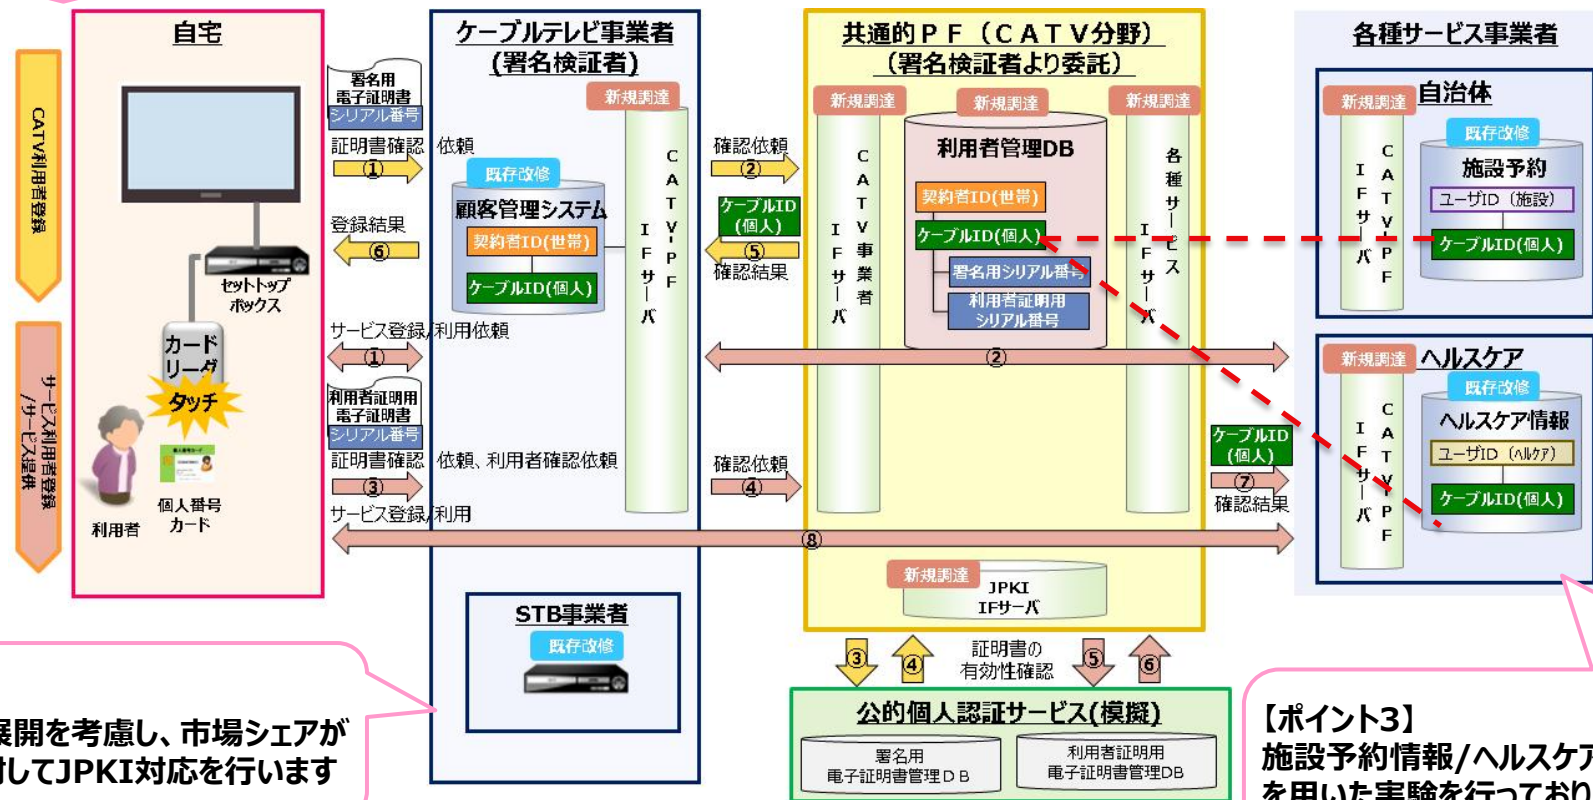 自宅
CATV利用者登録
サービス利用者登録
/サービス提供
セットトップ
ボックス
カード
リーダ
タッチ
個人番号カード
利用者
個人番号
カード
署名用
電子証明書
シリアル番号
証明書確認 依頼
①
登録結果
⑥
サービス登録/利用依頼
①
利用者証明用
電子証明書
シリアル番号
証明書確認 依頼、利用者確認依頼
③
サービス登録/利用
⑧
ケーブルテレビ事業者
(署名検証者)
新規調達
CATV-PF
IFサーバ
既存改修
顧客管理システム
契約者ID(世帯)
ケーブルID(個人)
STB事業者
既存改修
確認依頼
②
ケーブルID
(個人)
⑤
確認結果
②
確認依頼
④
共通的PF(CATV分野)
(署名検証者より委託)
新規調達
CATV事業者
IFサーバ
新規調達
利用者管理DB
契約者ID(世帯)
ケーブルID(個人)
署名用シリアル番号
利用者証明用
シリアル番号
新規調達
各種サービス
IFサーバ
新規調達
JPKI
IFサーバ
ケーブルID
(個人)
⑦
確認結果
各種サービス事業者
自治体
新規調達
CATV-PF
IFサーバ
既存改修
施設予約
ユーザID(施設)
ケーブルID(個人)
ヘルスケア
新規調達
CATV-PF
IFサーバ
既存改修
ヘルスケア情報
ユーザID(ヘルケア)
ケーブルID(個人)
③
④
証明書の
有効性確認
⑤
⑥
公的個人認証サービス(模擬)
署名用
電子証明書管理DB
利用者証明用
電子証明書管理DB
展開を考慮し、市場シェアが
対してJPKI対応を行います
【ポイント3】
施設予約情報/ヘルスケア
を用いた実験を行っており